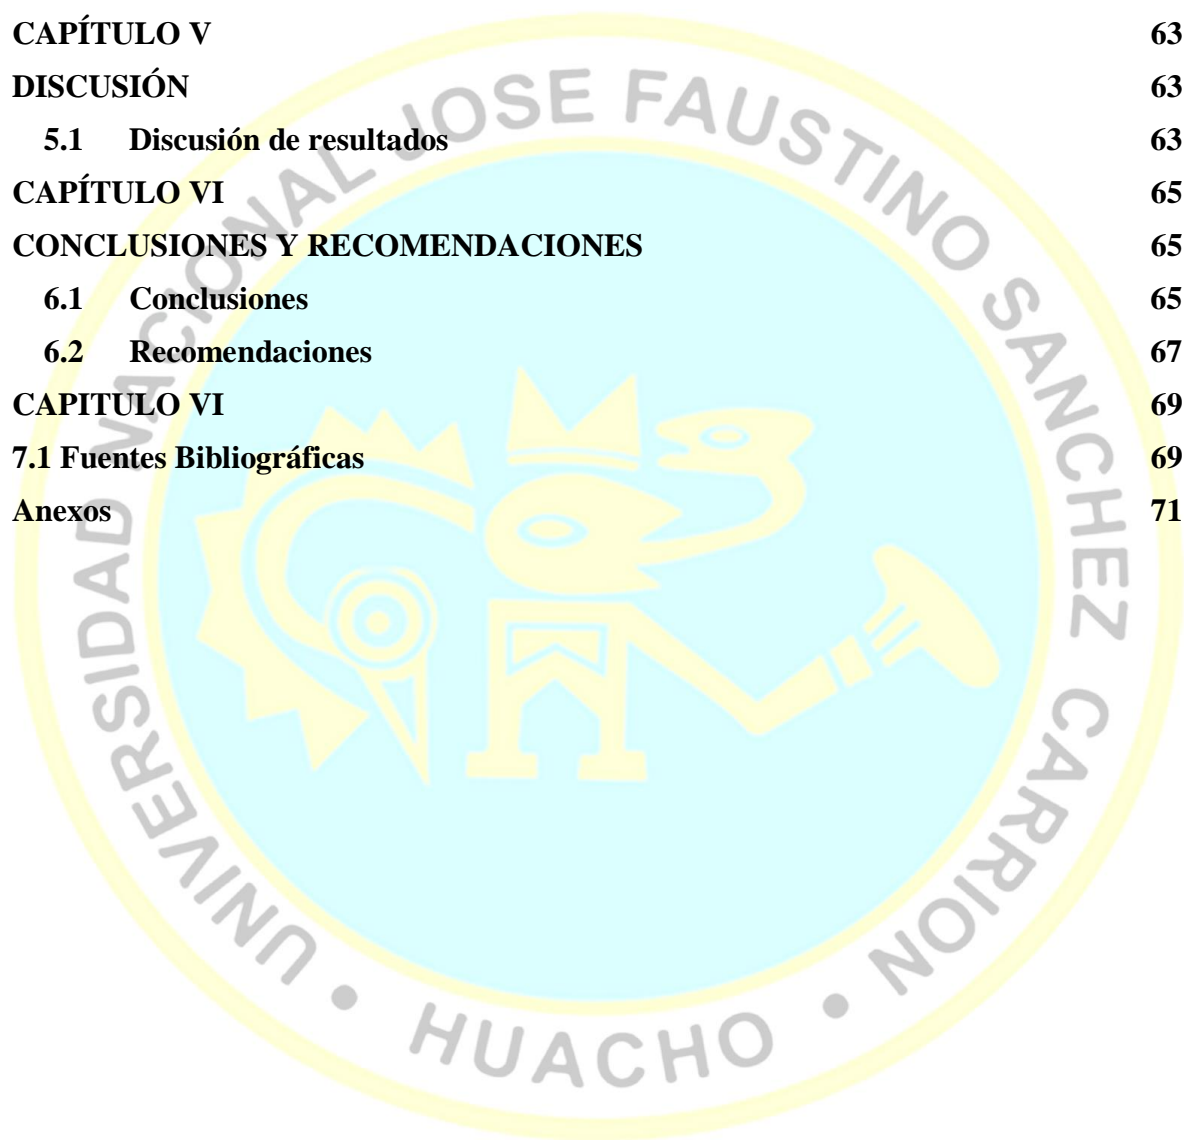 CAPÍTULO V 63
DISCUSIÓN 63
5.1 Discusión de resultados 63
CAPÍTULO VI 65
CONCLUSIONES Y RECOMENDACIONES 65
6.1 Conclusiones 65
6.2 Recomendaciones 67
CAPITULO VI 69
7.1 Fuentes Bibliográficas 69
Anexos 71
UNIVERSIDAD NACIONAL JOSE FAUSTINO SANCHEZ CARRION
• HUACHO •